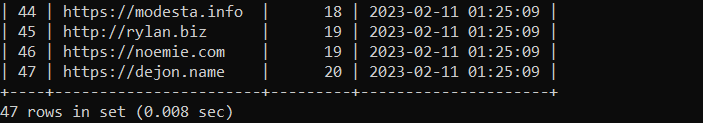 | 44 | https://modesta.info  |      18 | 2023-02-11 01:25:09 |
| 45 | http://rylan.biz      |      19 | 2023-02-11 01:25:09 |
| 46 | https://noemie.com    |      19 | 2023-02-11 01:25:09 |
| 47 | https://dejon.name    |      20 | 2023-02-11 01:25:09 |
+----+-----------------------+---------+---------------------+
47 rows in set (0.008 sec)